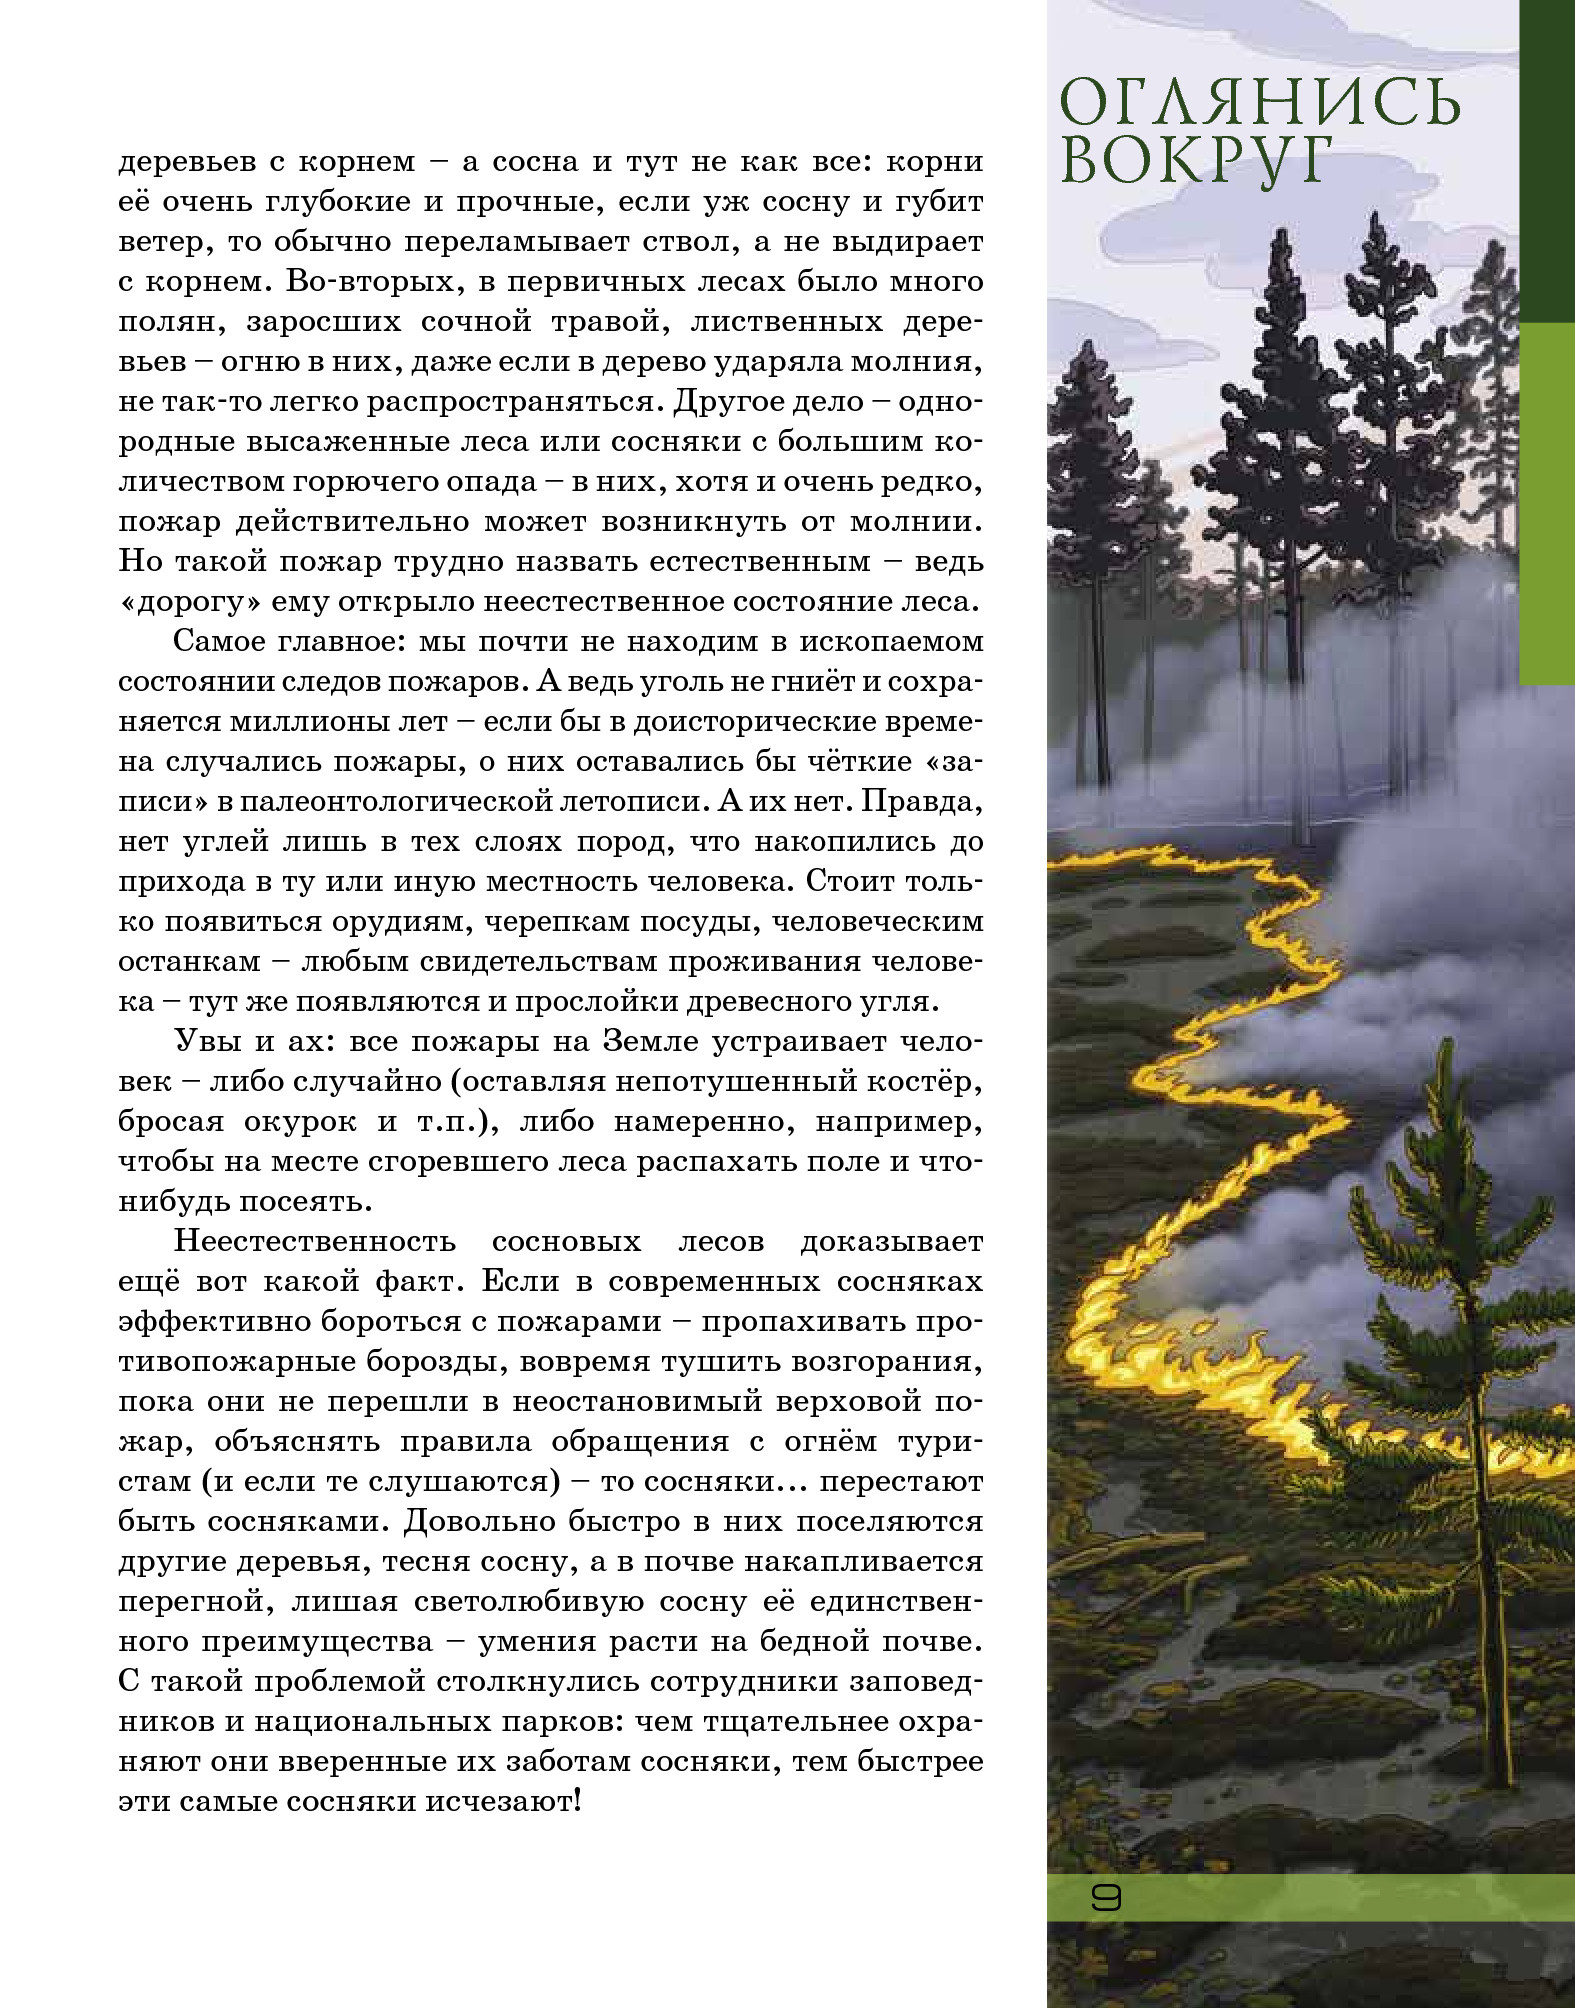 ОГЛЯНИСЬ
ВОКРУГ
деревьев с корнем – а сосна и тут не как все: корни
её очень глубокие и прочные, если уж сосну и губит
ветер, то обычно переламывает ствол, а не выдирает
с корнем. Во-вторых, в первичных лесах было много
полян, заросших сочной травой, лиственных дере-
вьев – огню в них, даже если в дерево ударяла молния,
не так-то легко распространяться. Другое дело – одно-
родные высаженные леса или сосняки с большим ко-
личеством горючего опада – в них, хотя и очень редко,
пожар действительно может возникнуть от молнии.
Но такой пожар трудно назвать естественным – ведь
«дорогу» ему открыло неестественное состояние леса.
Самое главное: мы почти не находим в ископаемом
состоянии следов пожаров. А ведь уголь не гниёт и сохра-
няется миллионы лет – если бы в доисторические време-
на случались пожары, о них оставались бы чёткие «за-
писи» в палеонтологической летописи. А их нет. Правда,
нет углей лишь в тех слоях пород, что накопились до
прихода в ту или иную местность человека. Стоит толь-
ко появиться орудиям, черепкам посуды, человеческим
останкам – любым свидетельствам проживания челове-
ка – тут же появляются и прослойки древесного угля.
Увы и ах: все пожары на Земле устраивает чело-
век – либо случайно (оставляя непотушенный костёр,
бросая окурок и т.п.), либо намеренно, например,
чтобы на месте сгоревшего леса распахать поле и что-
нибудь посеять.
Неестественность сосновых лесов доказывает
ещё вот какой факт. Если в современных сосняках
эффективно бороться с пожарами – пропахивать про-
тивопожарные борозды, вовремя тушить возгорания,
пока они не перешли в неостановимый верховой по-
жар, объяснять правила обращения с огнём тури-
стам (и если те слушаются) – то сосняки... перестают
быть сосняками. Довольно быстро в них поселяются
другие деревья, тесня сосну, а в почве накапливается
перегной, лишая светолюбивую сосну её единствен-
ного преимущества – умения расти на бедной почве.
С такой проблемой столкнулись сотрудники заповед-
ников и национальных парков: чем тщательнее охра-
няют они вверенные их заботам сосняки, тем быстрее
эти самые сосняки исчезают!
9